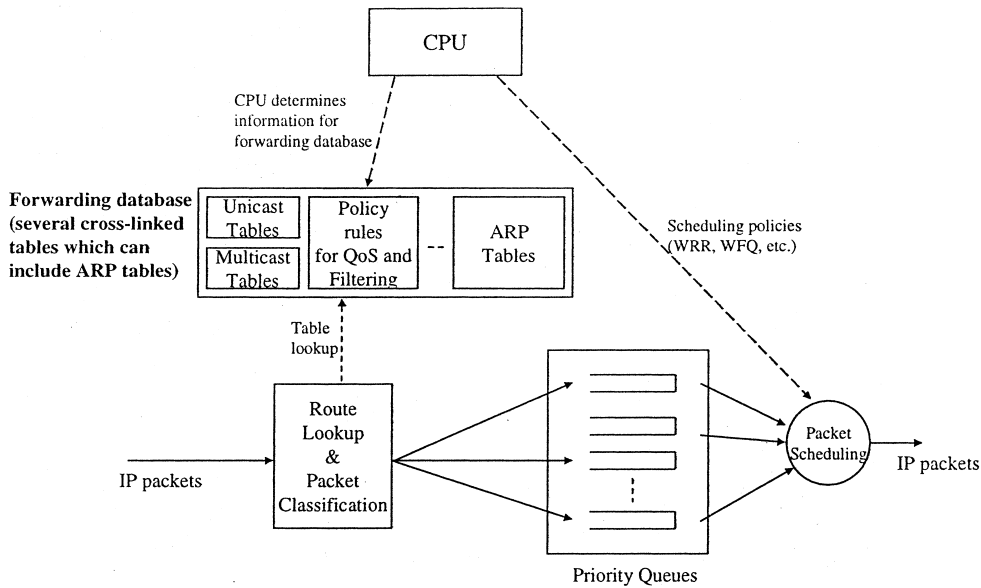 CPU
CPU determines
information for
forwarding database
Forwarding database
(several cross-linked
tables which can
include ARP tables)
Unicast
Tables
Multicast
Tables
Policy
rules
for QoS and
Filtering
ARP
Tables
Scheduling policies
(WRR, WFQ, etc.)
Table
lookup
Route
Lookup
&
Packet
Classification
IP packets
Packet
Scheduling
IP packets
Priority Queues